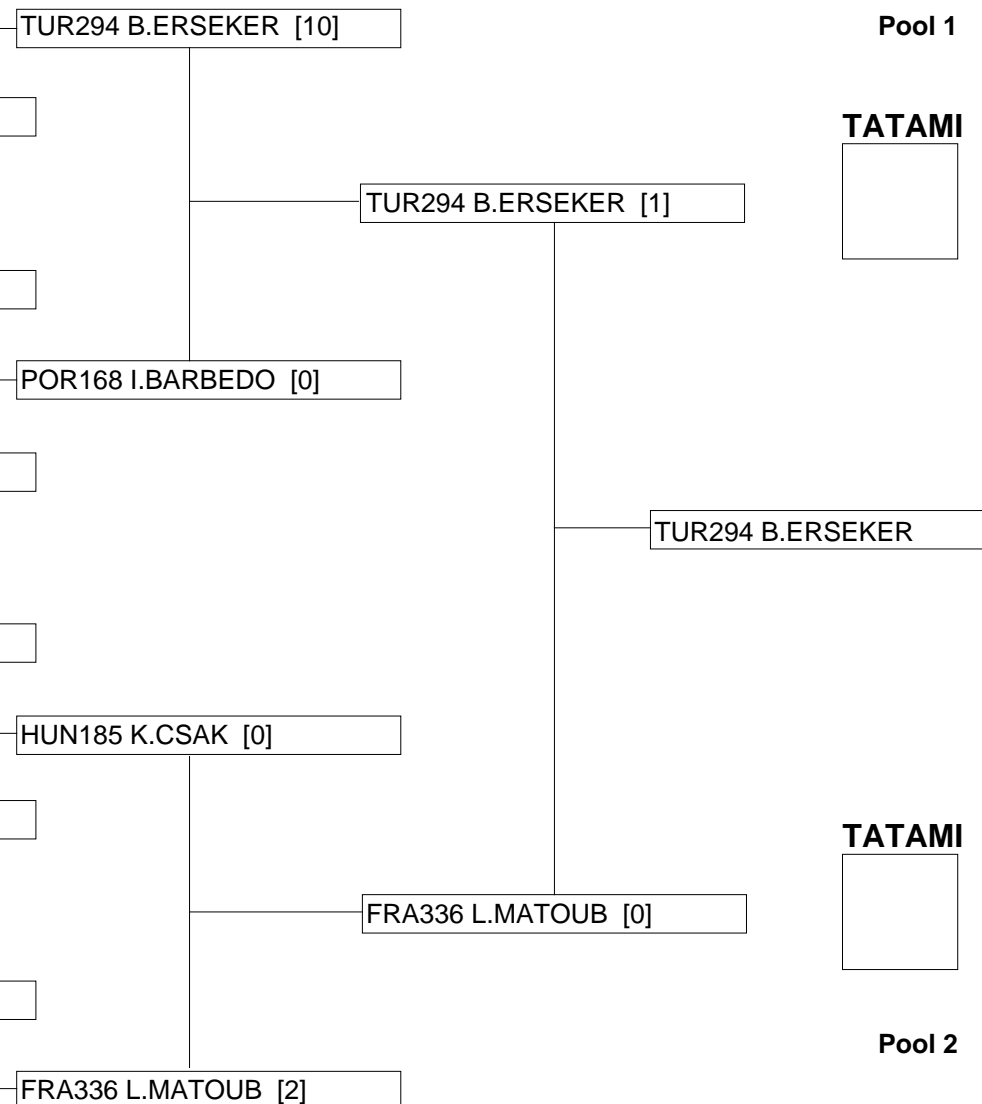 TUR294 B.ERSEKER [10]
Pool 1
TATAMI
TUR294 B.ERSEKER [1]
POR168 I.BARBEDO [0]
TUR294 B.ERSEKER
HUN185 K.CSAK [0]
TATAMI
FRA336 L.MATOUB [0]
Pool 2
FRA336 L.MATOUB [2]